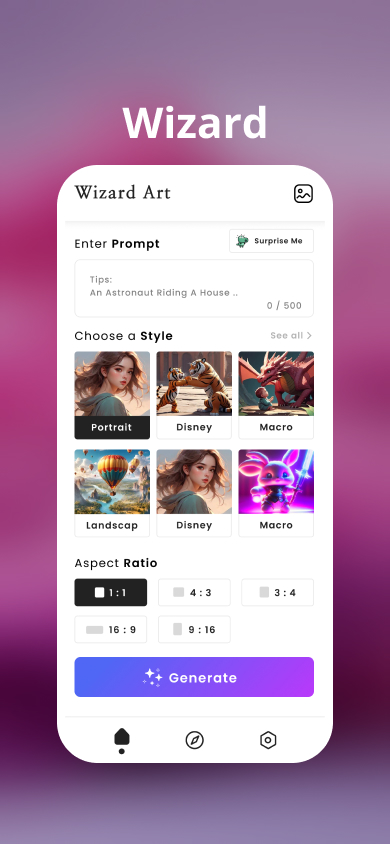 Wizard
Wizard Art
Enter Prompt
Surprise Me
Tips:
An Astronaut Riding A House ..
0 / 500
Choose a Style
See all
Portrait
Disney
Macro
Landscap
Disney
Macro
Aspect Ratio
1 : 1
4 : 3
3 : 4
16 : 9
9 : 16
Generate